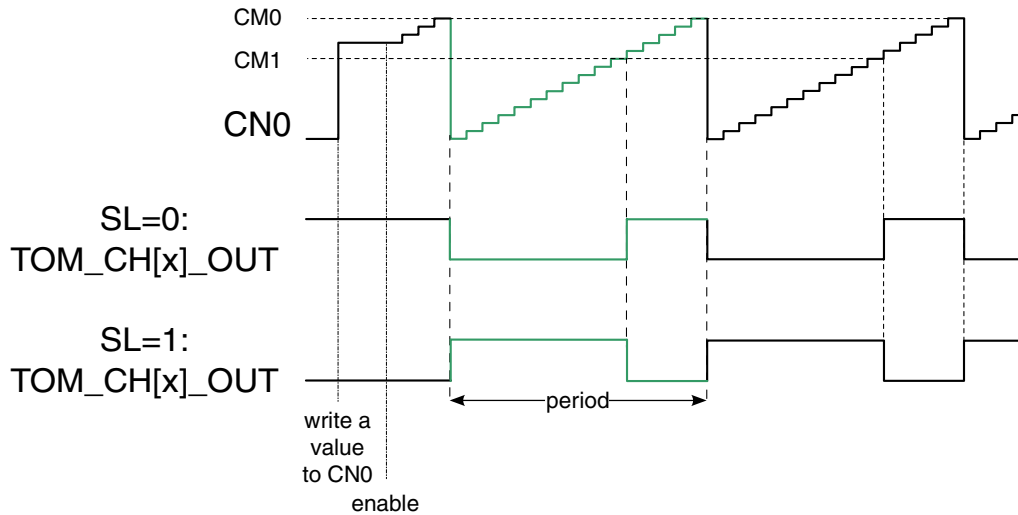 CM0
CM1
CN0
SL=0:
TOM_CH[x]_OUT
SL=1:
TOM_CH[x]_OUT
period
write a
value
to CN0
enable